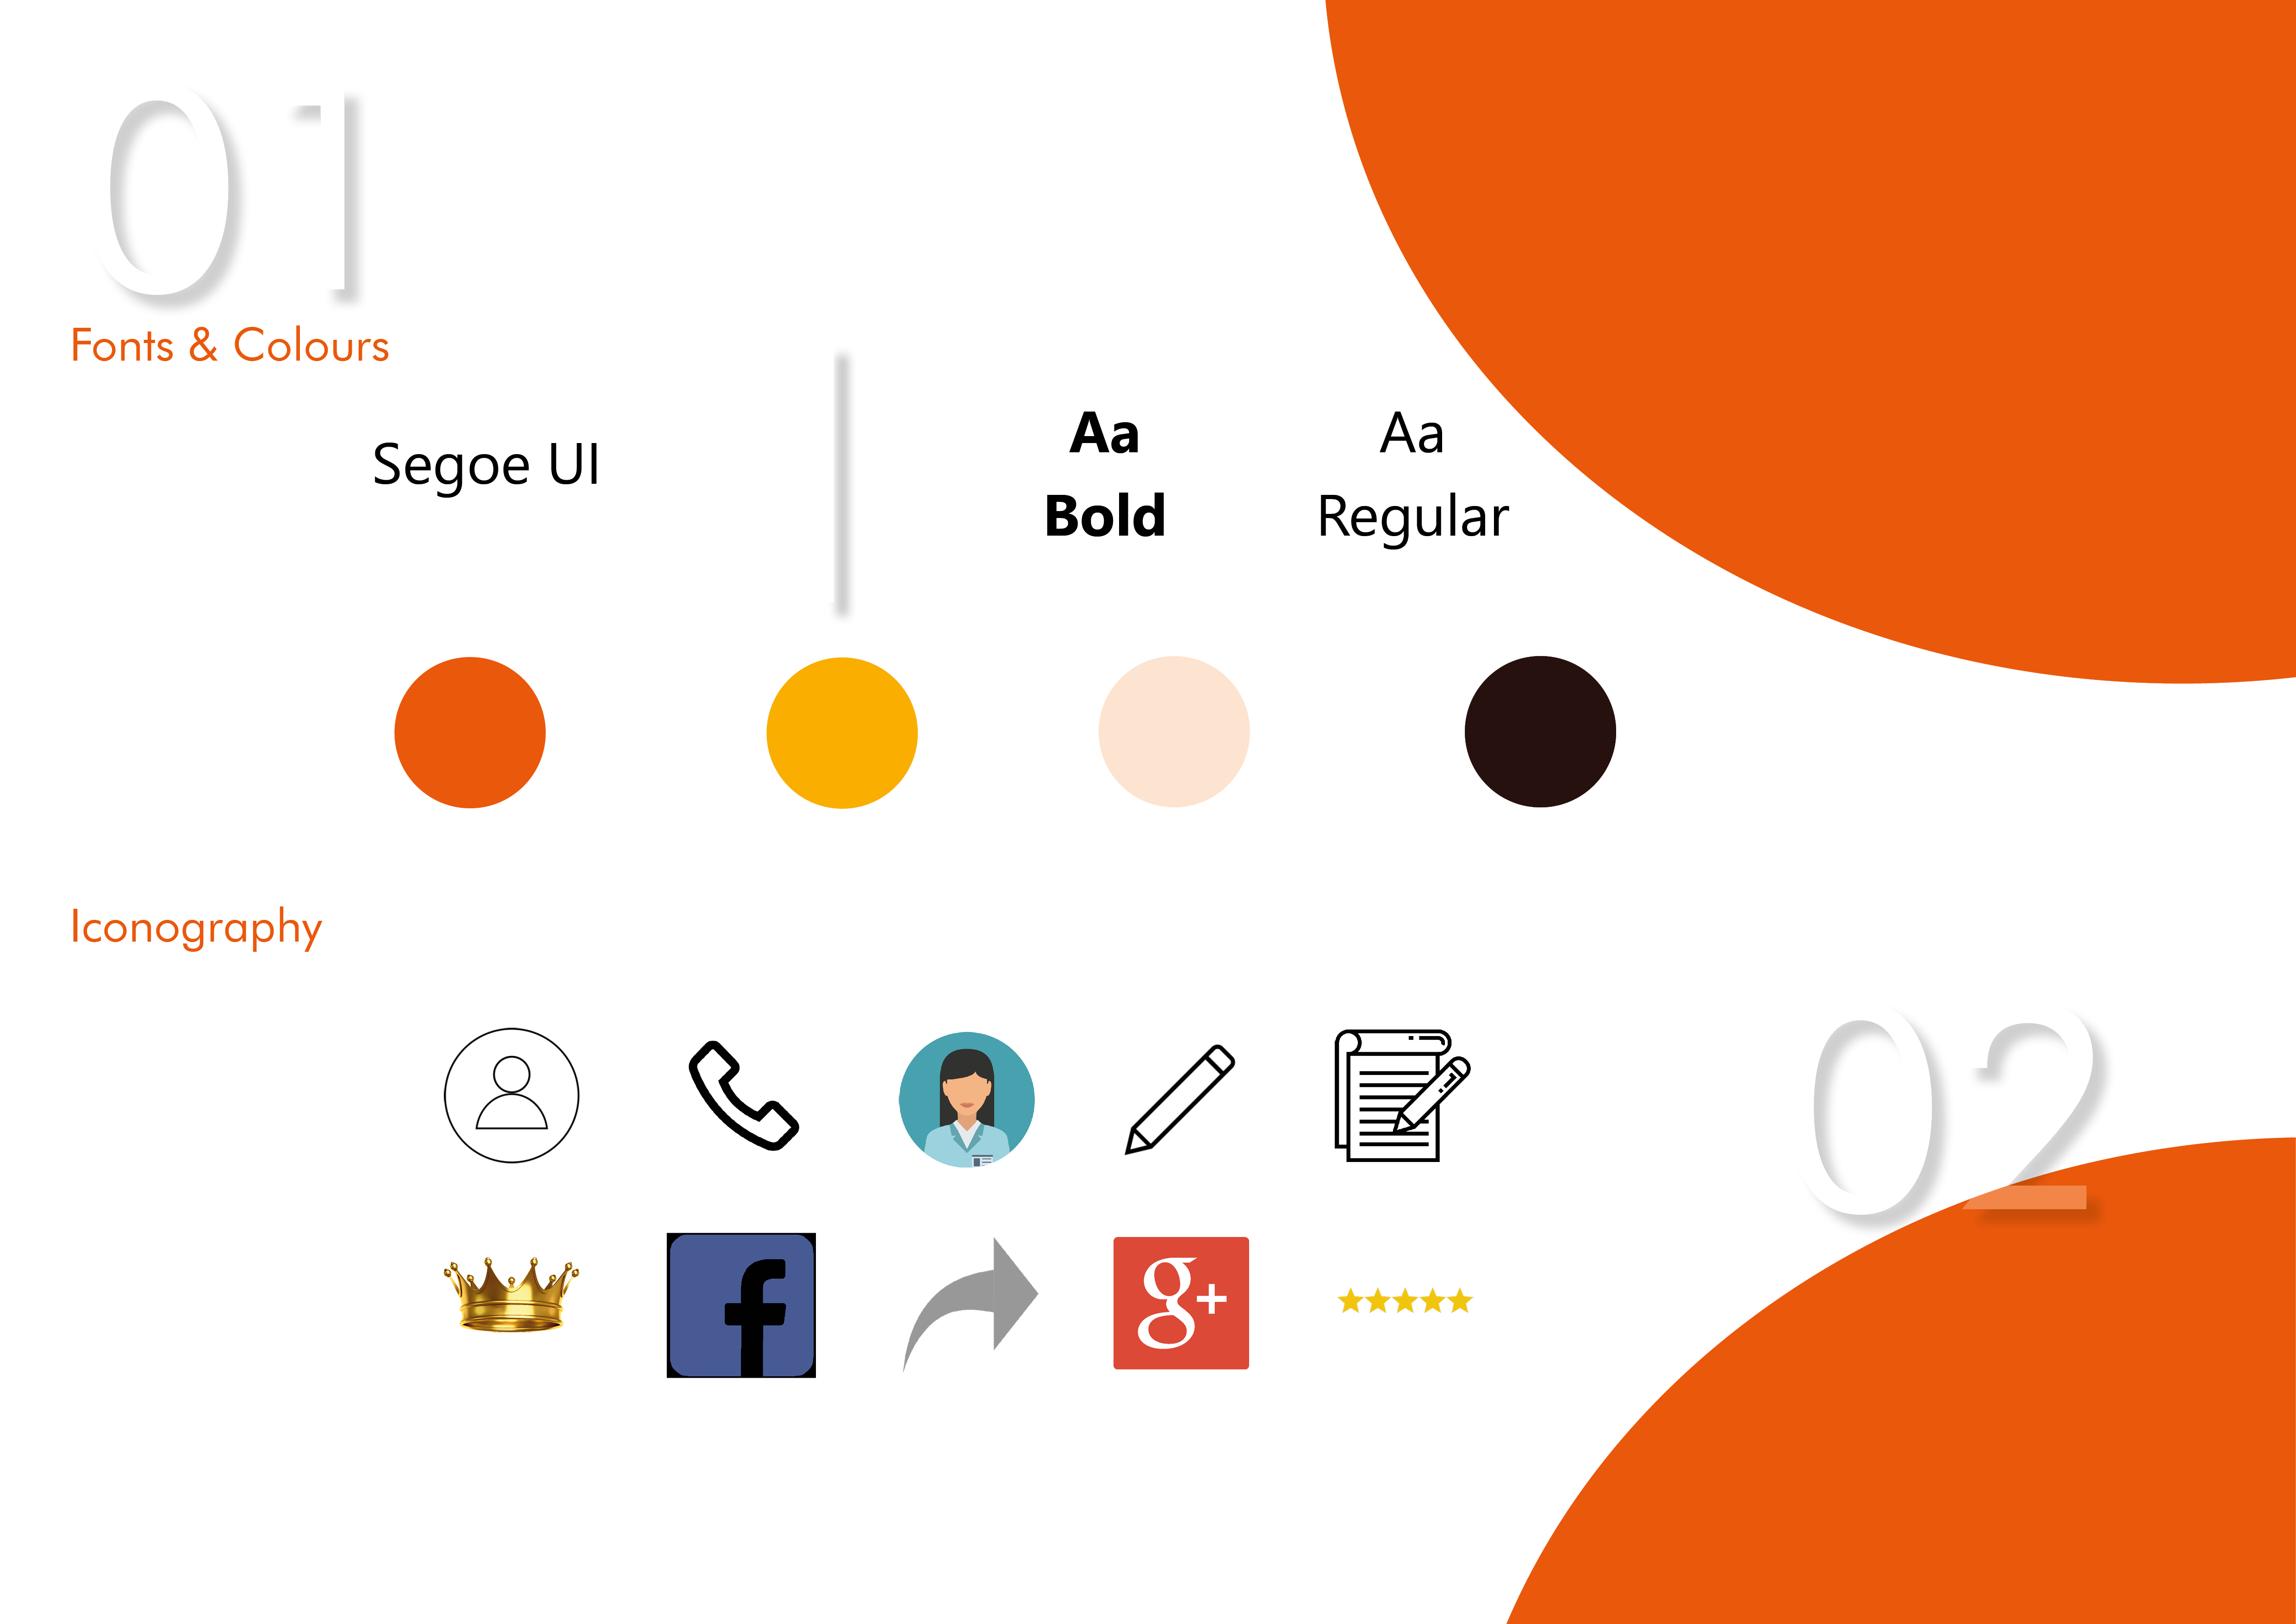 01
Fonts & Colours
Segoe UI
Aa
Bold
Aa
Regular
Iconography
02
f
g+